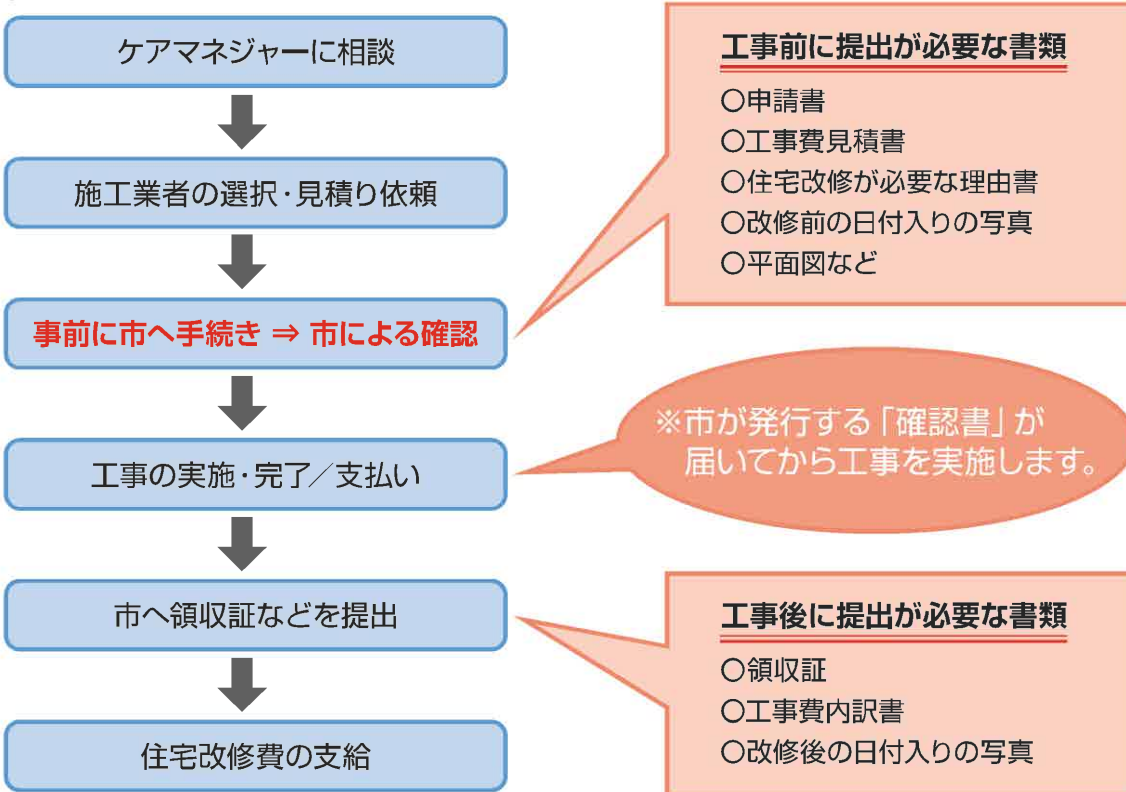 ケアマネジャーに相談
施工業者の選択・見積り依頼
事前に市へ手続き ⇒ 市による確認
工事前に提出が必要な書類
〇申請書
〇工事費見積書
〇住宅改修が必要な理由書
〇改修前の日付入りの写真
〇平面図など
工事の実施・完了／支払い
※市が発行する「確認書」が
届いてから工事を実施します。
市へ領収証などを提出
工事後に提出が必要な書類
〇領収証
〇工事費内訳書
〇改修後の日付入りの写真
住宅改修費の支給